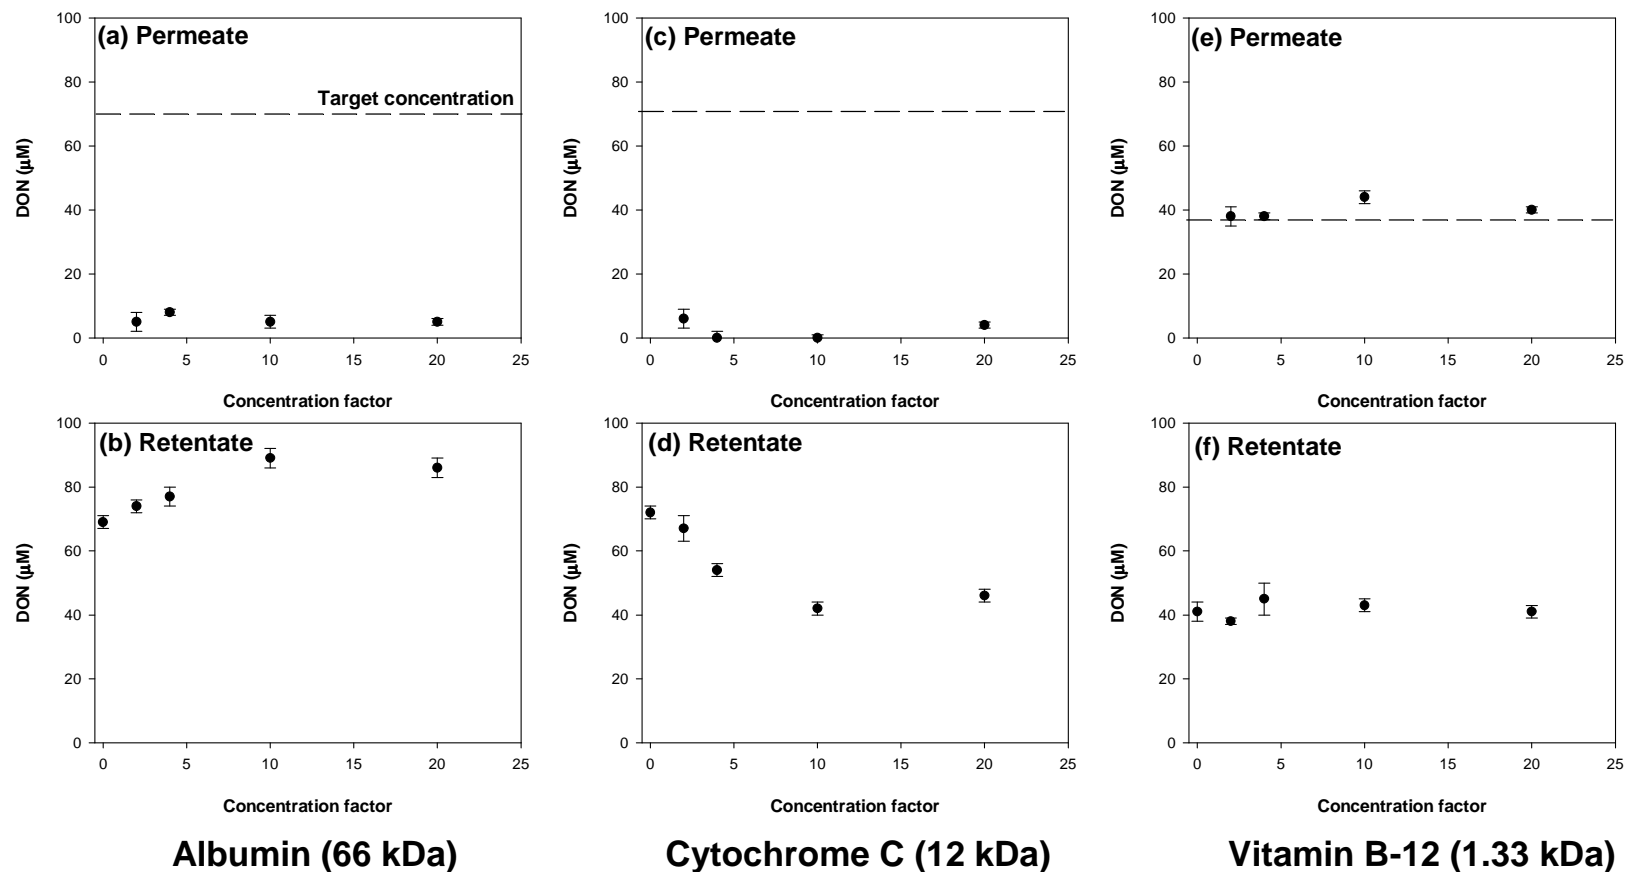 (a) Permeate
Target concentration
DON (µM)
100
80
60
40
20
0
0 5 10 15 20 25
Concentration factor
(c) Permeate
DON (µM)
100
80
60
40
20
0
0 5 10 15 20 25
Concentration factor
(e) Permeate
DON (µM)
100
80
60
40
20
0
0 5 10 15 20 25
Concentration factor
(b) Retentate
DON (µM)
100
80
60
40
20
0
0 5 10 15 20 25
Concentration factor
(d) Retentate
DON (µM)
100
80
60
40
20
0
0 5 10 15 20 25
Concentration factor
(f) Retentate
DON (µM)
100
80
60
40
20
0
0 5 10 15 20 25
Concentration factor
Albumin (66 kDa)
Cytochrome C (12 kDa)
Vitamin B-12 (1.33 kDa)